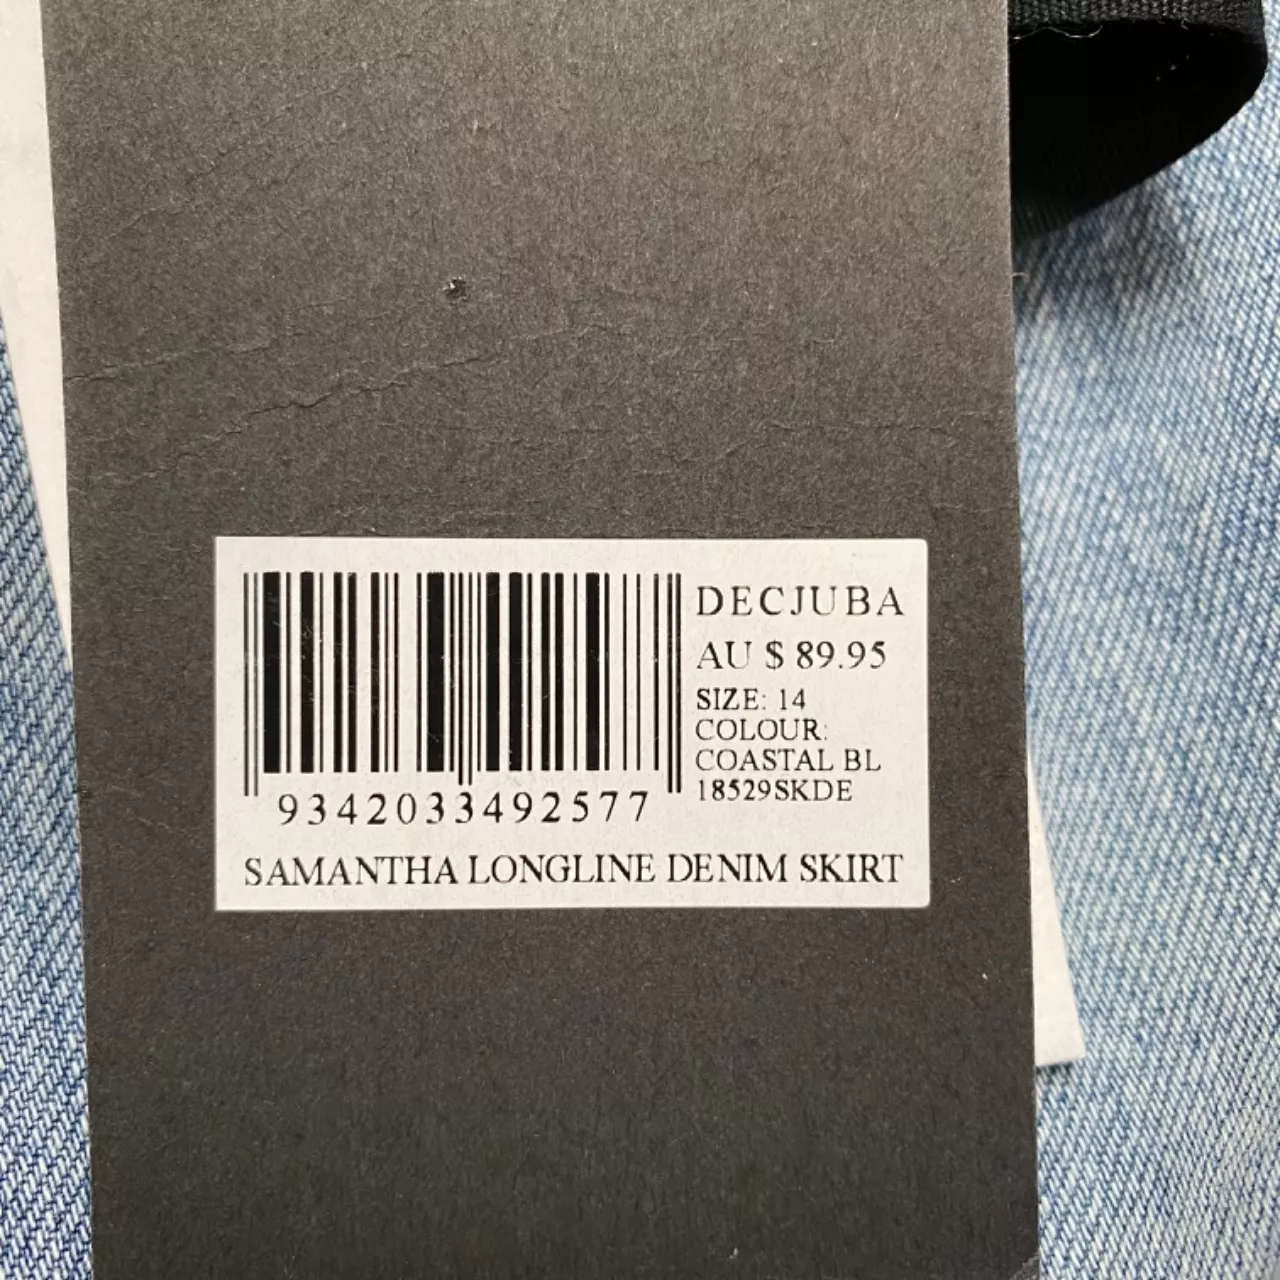 DECJUBA
AU $ 89.95
SIZE: 14
COLOUR:
COASTAL BL
18529SKDE
9342033492577
SAMANTHA LONGLINE DENIM SKIRT